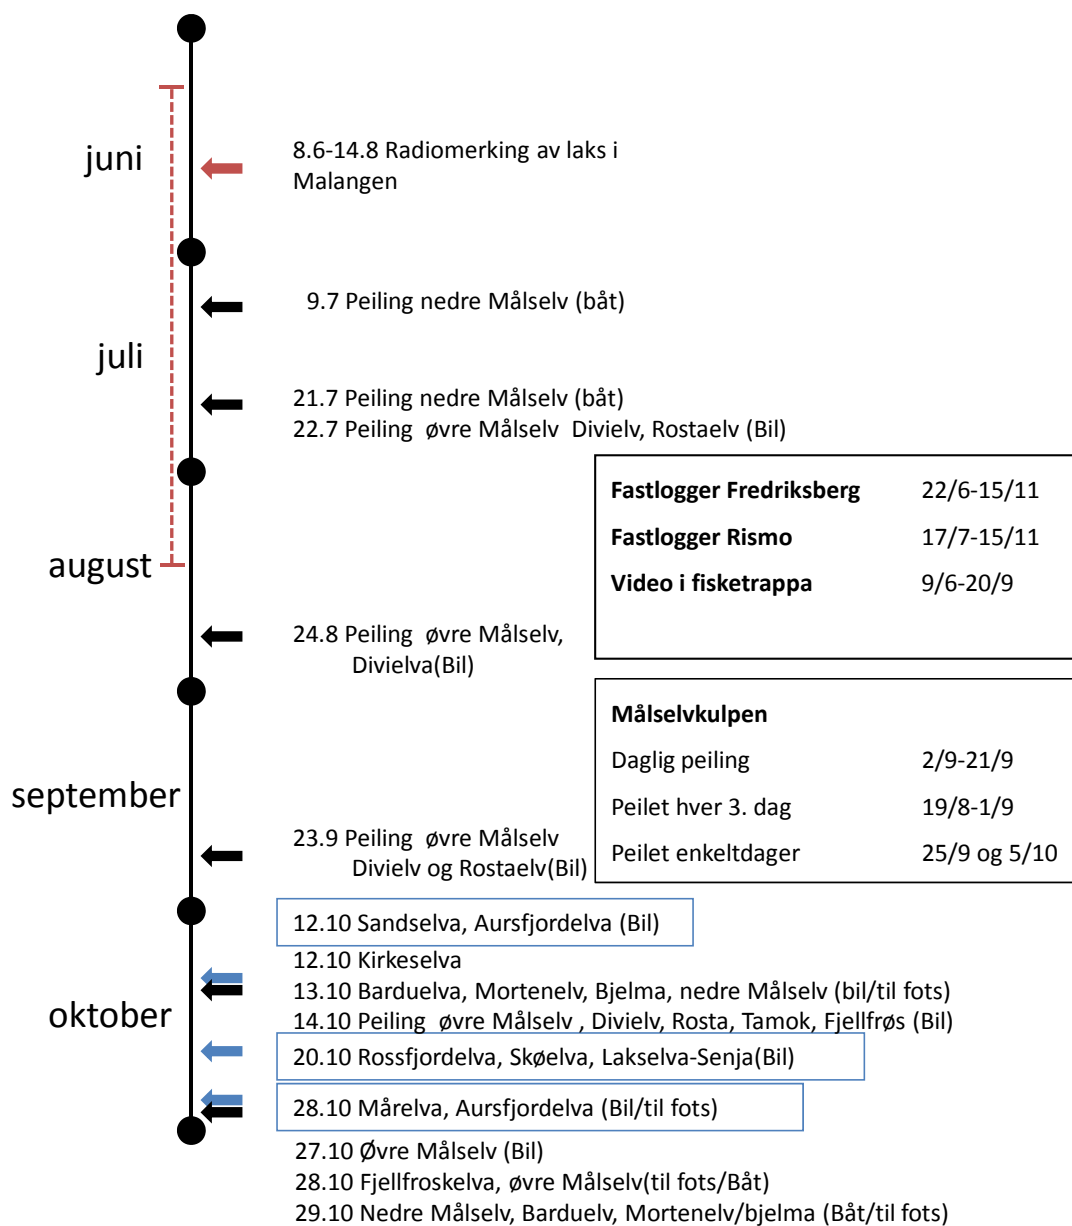 juni
8.6-14.8 Radiomerking av laks i
Malangen
9.7 Peiling nedre Målselv (båt)
juli
21.7 Peiling nedre Målselv (båt)
22.7 Peiling øvre Målselv Divielv, Rostaelv (Bil)
Fastlogger Fredriksberg 22/6-15/11
Fastlogger Rismo 17/7-15/11
Video i fisketrappa 9/6-20/9
august
24.8 Peiling øvre Målselv,
Divielva(Bil)
Målselvkulpen
Daglig peiling 2/9-21/9
Peilet hver 3. dag 19/8-1/9
Peilet enkeltdager 25/9 og 5/10
september
23.9 Peiling øvre Målselv
Divielv og Rostaelv(Bil)
12.10 Sandselva, Aursfjordelva (Bil)
12.10 Kirkeselva
13.10 Barduelva, Mortenelv, Bjelma, nedre Målselv (bil/til fots)
oktober
14.10 Peiling øvre Målselv , Divielv, Rosta, Tamok, Fjellfrøs (Bil)
20.10 Rossfjordelva, Skøelva, Lakselva-Senja(Bil)
28.10 Mårelva, Aursfjordelva (Bil/til fots)
27.10 Øvre Målselv (Bil)
28.10 Fjellfroskelva, øvre Målselv(til fots/Båt)
29.10 Nedre Målselv, Barduelv, Mortenelv/bjelma (Båt/til fots)